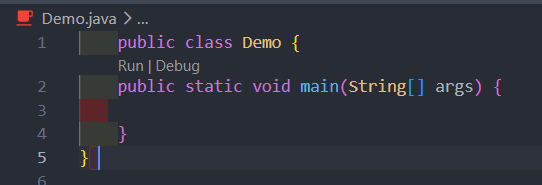 Demo.java > ...
1 public class Demo {
Run | Debug
2 public static void main(String[] args) {
3
4 }
5 }
6